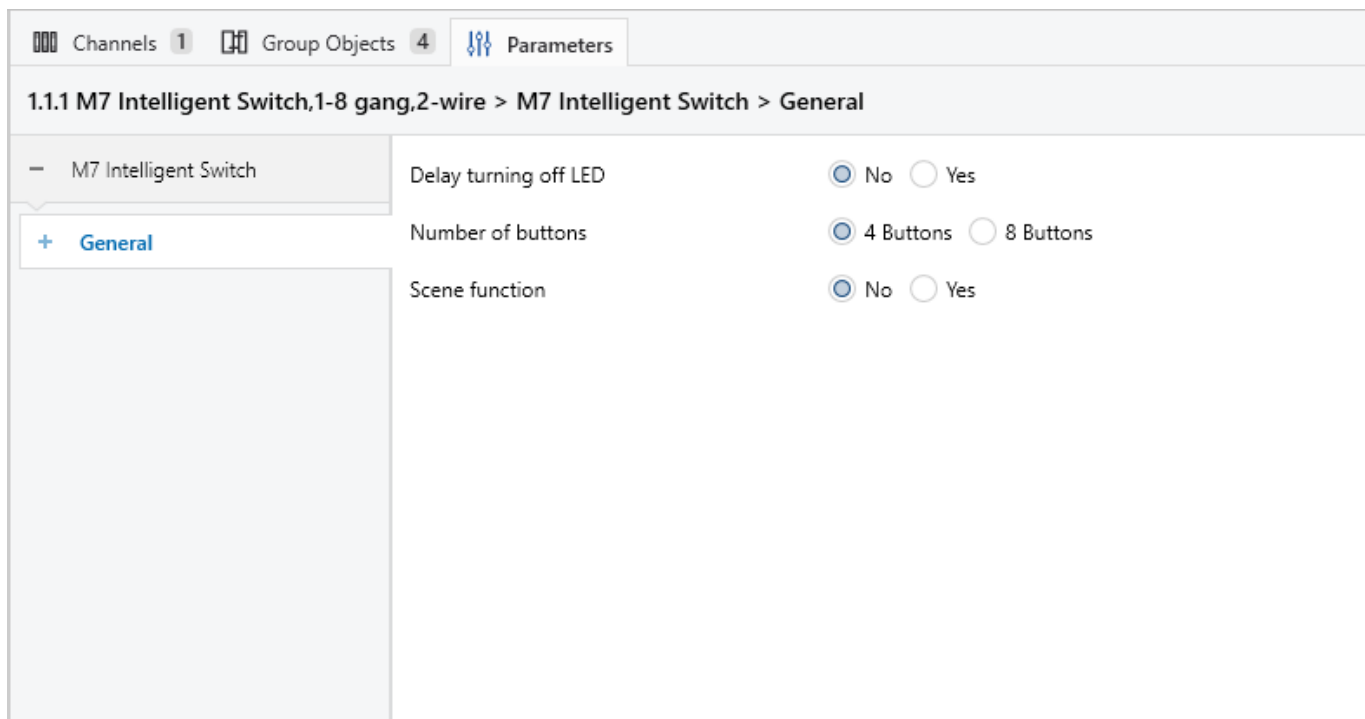 Channels 1 Group Objects 4 Parameters
1.1.1 M7 Intelligent Switch,1-8 gang,2-wire > M7 Intelligent Switch > General
− M7 Intelligent Switch
+ General
Delay turning off LED No Yes
Number of buttons 4 Buttons 8 Buttons
Scene function No Yes